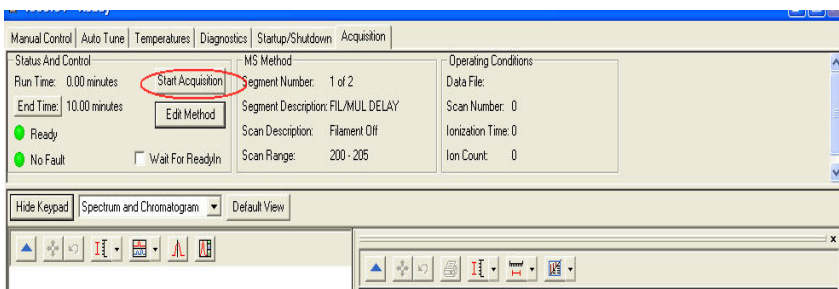 Manual Control Auto Tune Temperatures Diagnostics Startup/Shutdown Acquisition
Status And Control
Run Time: 0.00 minutes
Start Acquisition
End Time: 10.00 minutes
Edit Method
Ready
No Fault
Wait For ReadyIn
MS Method
Segment Number: 1 of 2
Segment Description: FIL/MUL DELAY
Scan Description: Filament Off
Scan Range: 200 - 205
Operating Conditions
Data File:
Scan Number: 0
Ionization Time: 0
Ion Count: 0
Hide Keypad Spectrum and Chromatogram Default View